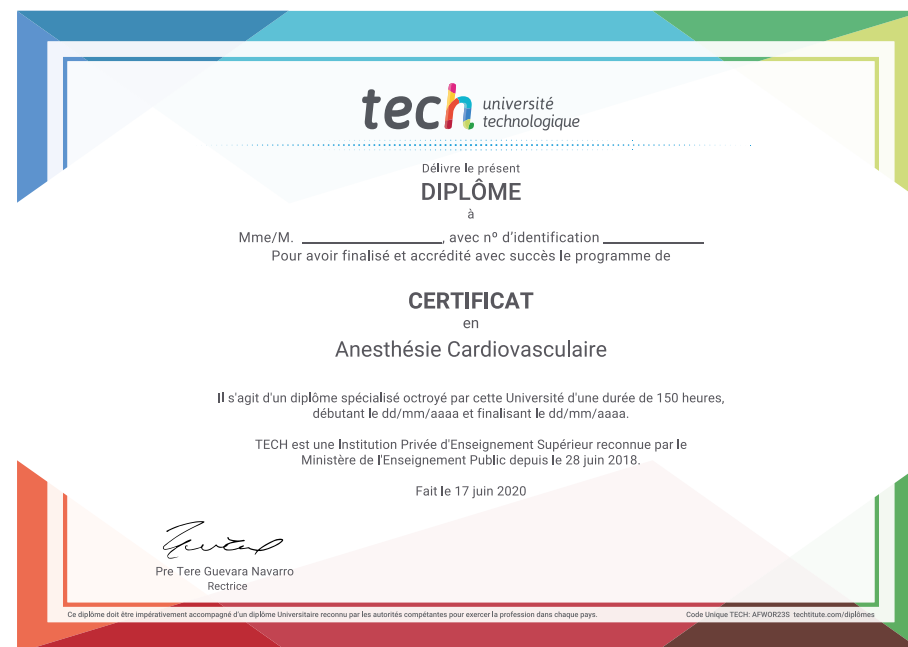 tech université
technologique
Délivre le présent
DIPLÔME
à
Mme/M. ____________________, avec nº d'identification ______________
Pour avoir finalisé et accrédité avec succès le programme de
CERTIFICAT
en
Anesthésie Cardiovasculaire
Il s'agit d'un diplôme spécialisé octroyé par cette Université d'une durée de 150 heures,
débutant le dd/mm/aaaa et finalisant le dd/mm/aaaa.
TECH est une Institution Privée d'Enseignement Supérieur reconnue par le
Ministère de l'Enseignement Public depuis le 28 juin 2018.
Fait le 17 juin 2020
Pre Tere Guevara Navarro
Rectrice
Ce diplôme doit être impérativement accompagné d'un diplôme Universitaire reconnu par les autorités compétentes pour exercer la profession dans chaque pays.
Code Unique TECH: AFWOR23S techtitute.com/diplômes